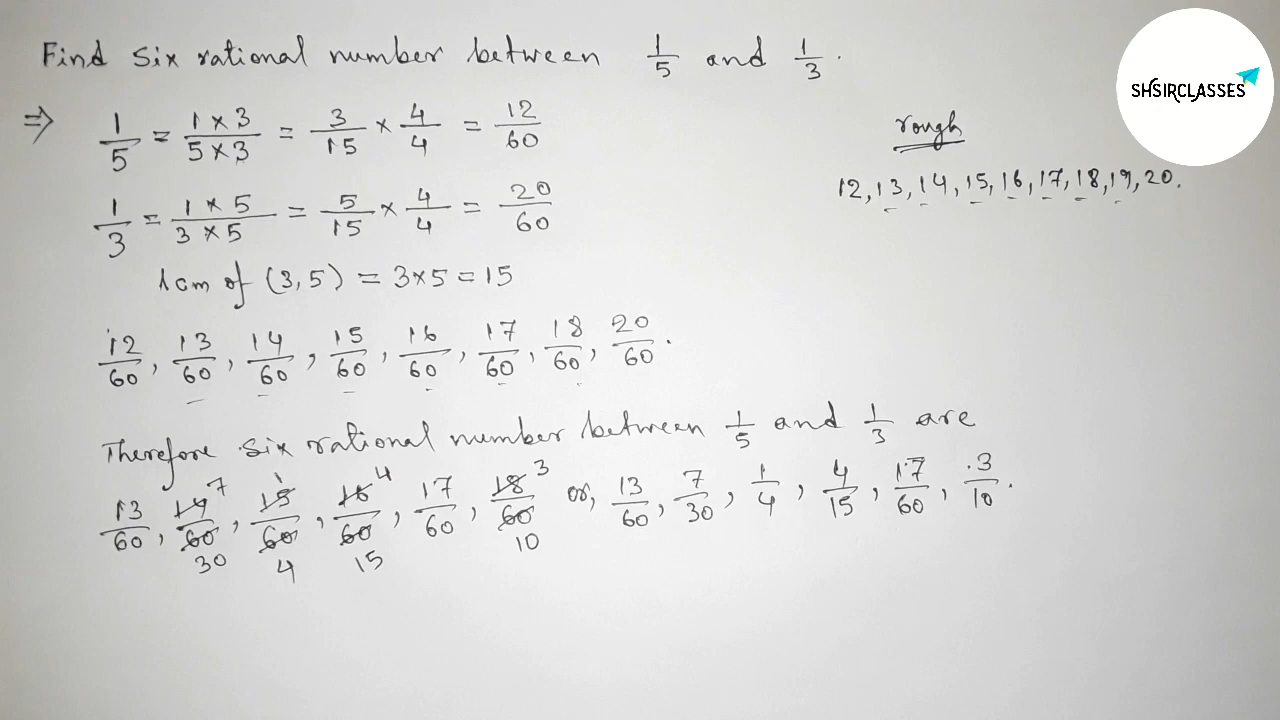 Find six rational number between 1/5 and 1/3.
SHSIRCLASSES
⇒ 1/5 = 1×3/5×3 = 3/15 × 4/4 = 12/60
rough
12, 13, 14, 15, 16, 17, 18, 19, 20.
1/3 = 1×5/3×5 = 5/15 × 4/4 = 20/60
lcm of (3,5) = 3×5 = 15
12/60, 13/60, 14/60, 15/60, 16/60, 17/60, 18/60, 20/60.
Therefore six rational number between 1/5 and 1/3 are
13/60, 14/60 7/30, 15/60 1/4, 16/60 4/15, 17/60, 18/60 3/10 or, 13/60, 7/30, 1/4, 4/15, 17/60, 3/10.